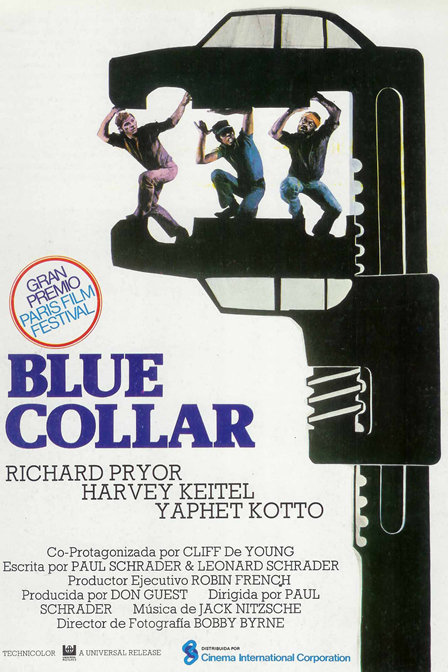 GRAN
PREMIO
PARIS FILM
FESTIVAL
BLUE
COLLAR
RICHARD PRYOR
HARVEY KEITEL
YAPHET KOTTO
Co-Protagonizada por CLIFF De YOUNG
Escrita por PAUL SCHRADER & LEONARD SCHRADER
Productor Ejecutivo ROBIN FRENCH
Producida por DON GUEST Dirigida por PAUL
SCHRADER Música de JACK NITZSCHE
Director de Fotografía BOBBY BYRNE
TECHNICOLOR A UNIVERSAL RELEASE
DISTRIBUIDA POR
Cinema International Corporation